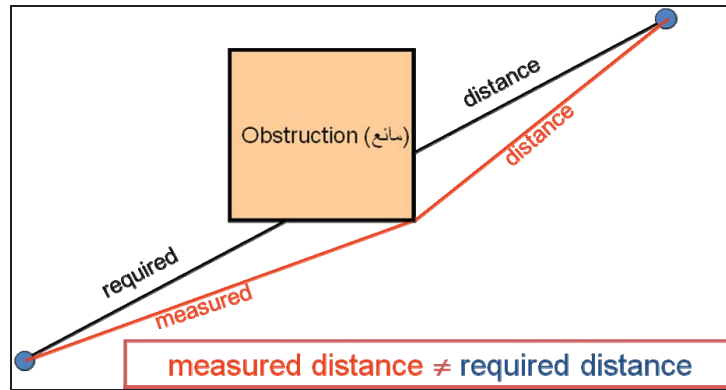 distance
distance
Obstruction (مانع)
required
measured
measured distance ≠ required distance